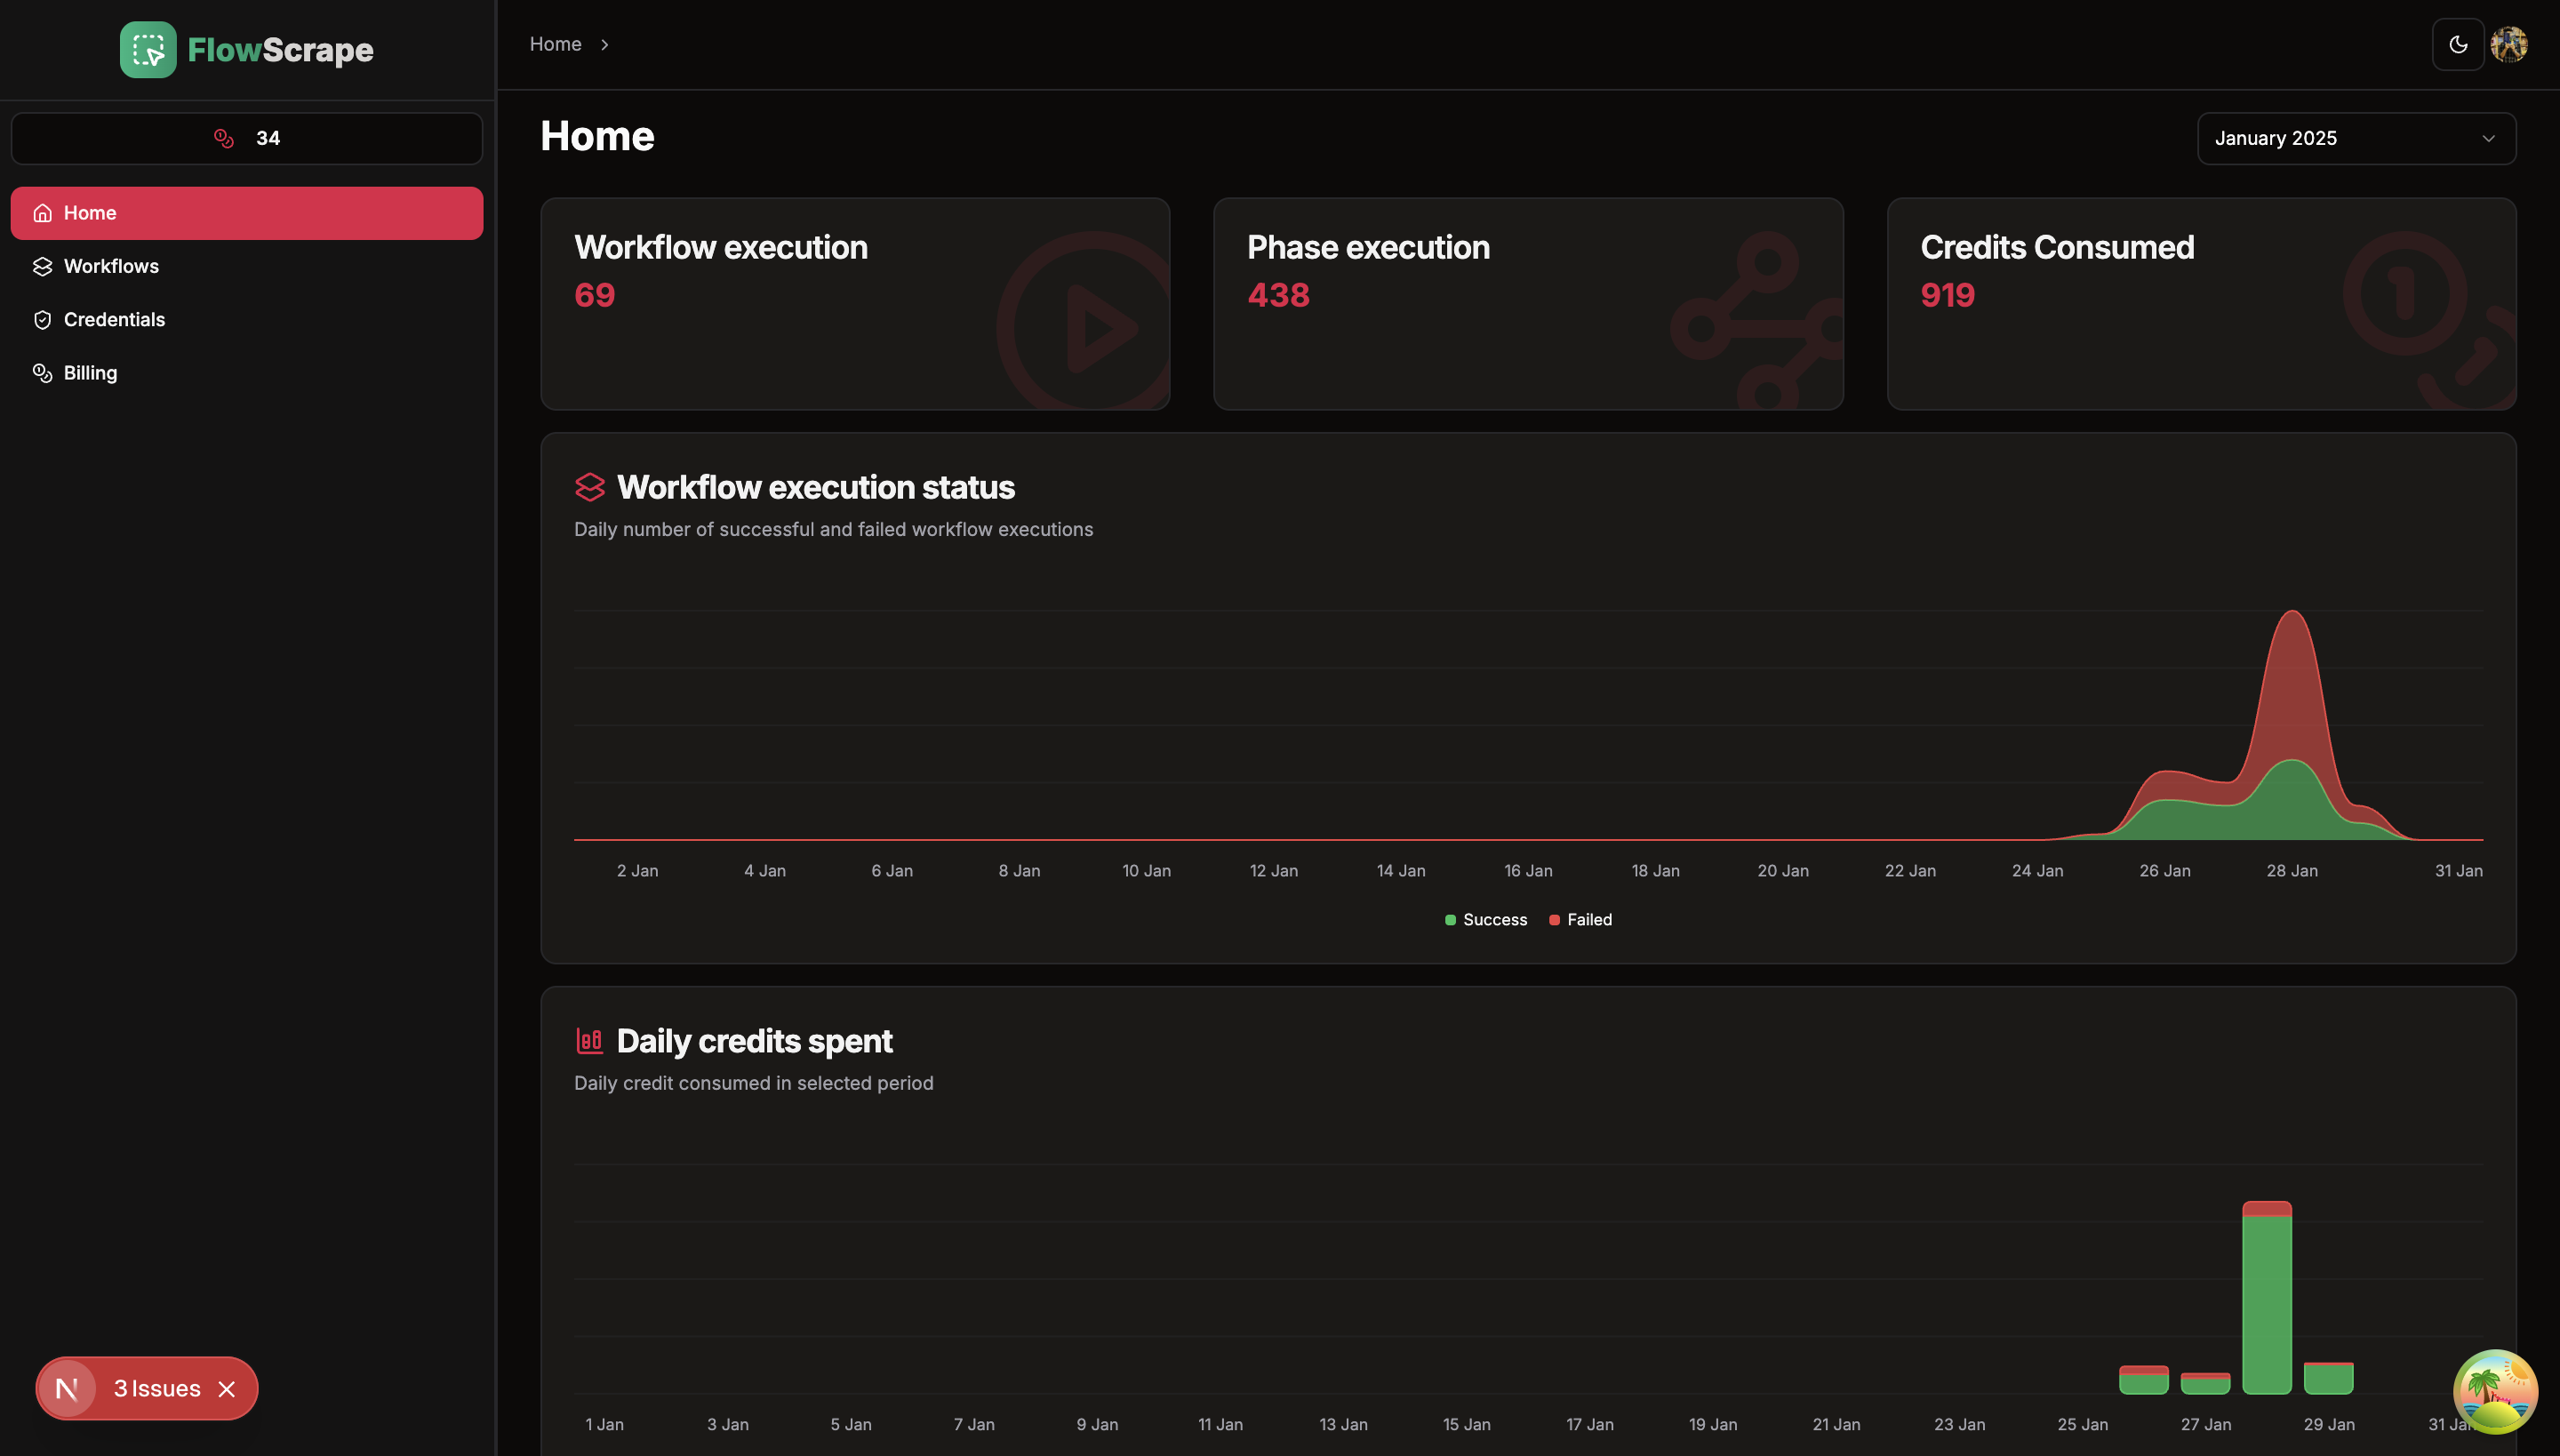 FlowScrape
34
Home
Workflows
Credentials
Billing
N 3 Issues
Home
Home
January 2025
Workflow execution
69
Phase execution
438
Credits Consumed
919
Workflow execution status
Daily number of successful and failed workflow executions
2 Jan 4 Jan 6 Jan 8 Jan 10 Jan 12 Jan 14 Jan 16 Jan 18 Jan 20 Jan 22 Jan 24 Jan 26 Jan 28 Jan 31 Jan
Success Failed
Daily credits spent
Daily credit consumed in selected period
1 Jan 3 Jan 5 Jan 7 Jan 9 Jan 11 Jan 13 Jan 15 Jan 17 Jan 19 Jan 21 Jan 23 Jan 25 Jan 27 Jan 29 Jan 31